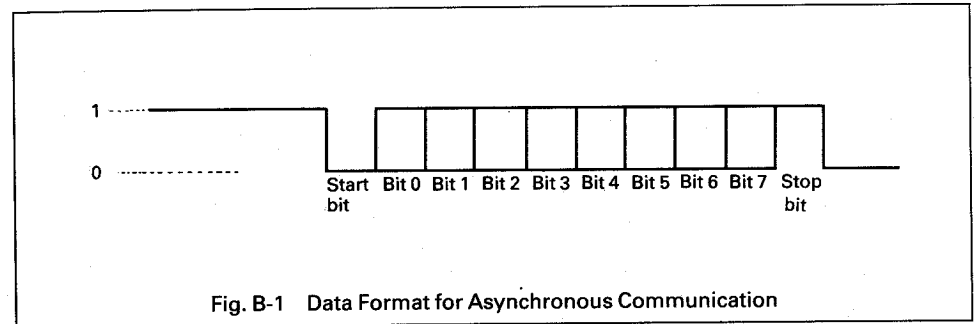 1
0
Start Bit 0 Bit 1 Bit 2 Bit 3 Bit 4 Bit 5 Bit 6 Bit 7 Stop
bit bit
Fig. B-1 Data Format for Asynchronous Communication